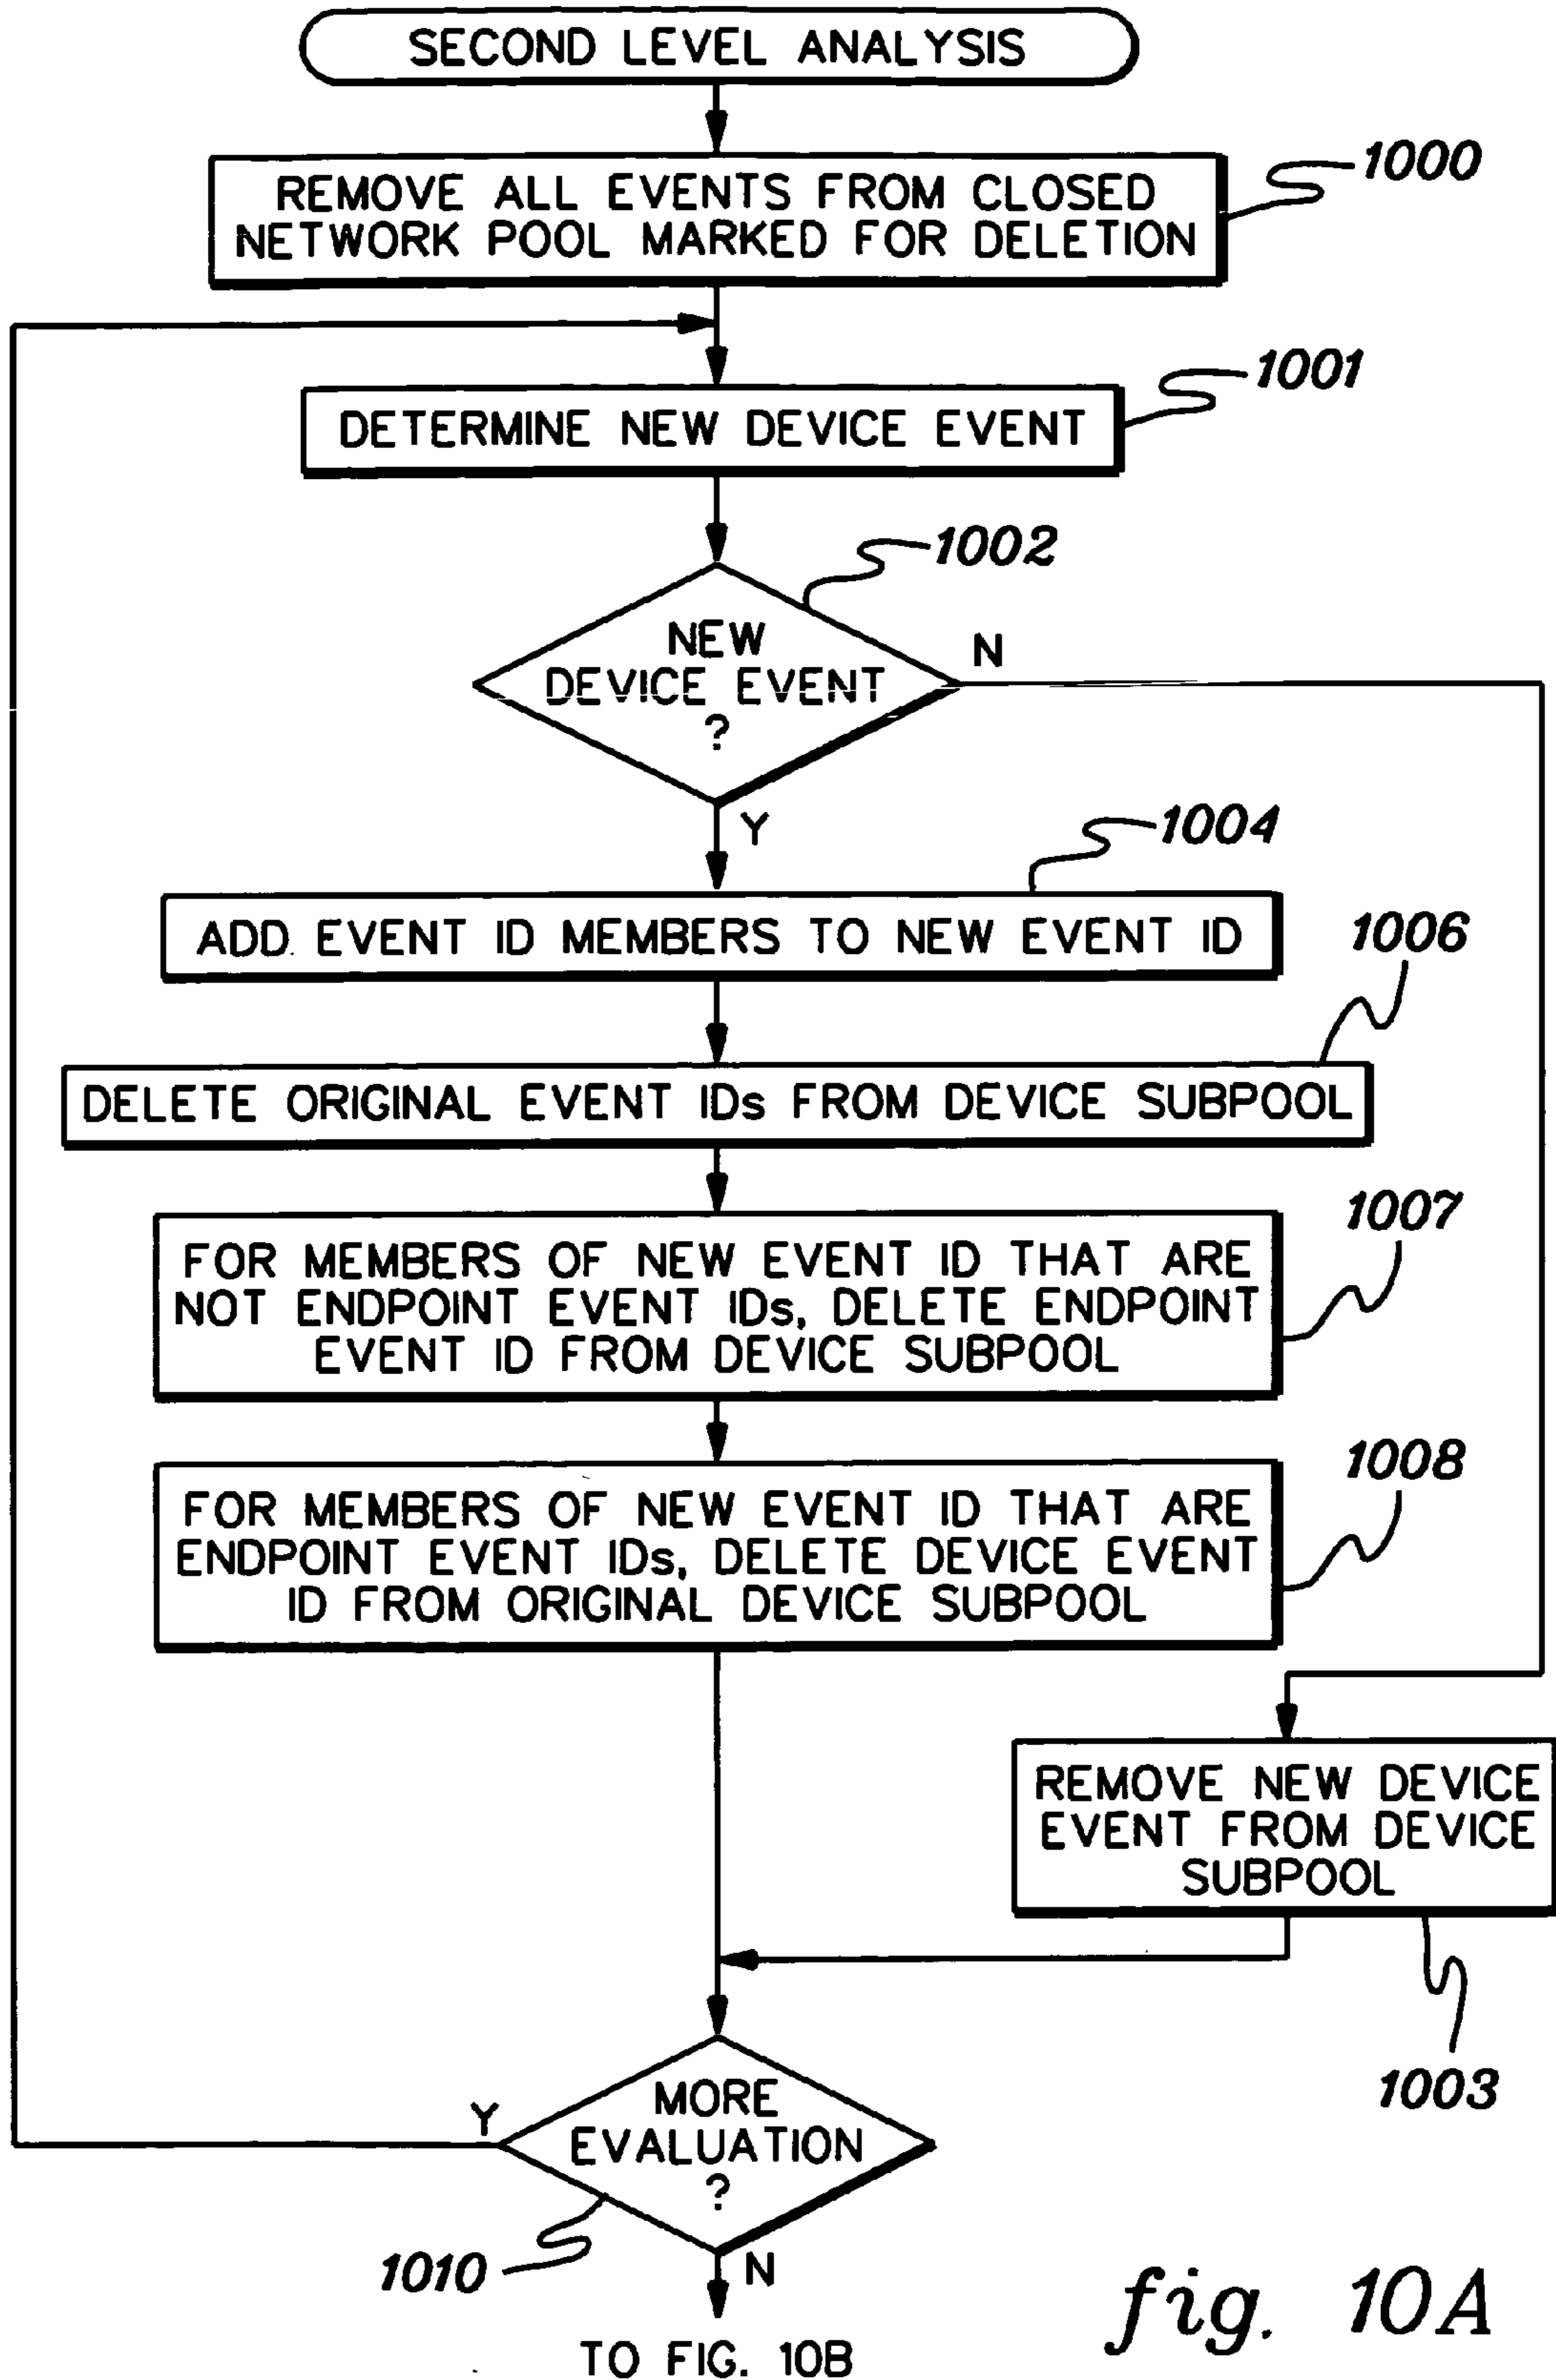 SECOND LEVEL ANALYSIS
REMOVE ALL EVENTS FROM CLOSED
NETWORK POOL MARKED FOR DELETION
1000
DETERMINE NEW DEVICE EVENT
1001
NEW
DEVICE EVENT
?
1002
N
Y
ADD EVENT ID MEMBERS TO NEW EVENT ID
1004
DELETE ORIGINAL EVENT IDs FROM DEVICE SUBPOOL
1006
FOR MEMBERS OF NEW EVENT ID THAT ARE
NOT ENDPOINT EVENT IDs, DELETE ENDPOINT
EVENT ID FROM DEVICE SUBPOOL
1007
FOR MEMBERS OF NEW EVENT ID THAT ARE
ENDPOINT EVENT IDs, DELETE DEVICE EVENT
ID FROM ORIGINAL DEVICE SUBPOOL
1008
REMOVE NEW DEVICE
EVENT FROM DEVICE
SUBPOOL
1003
MORE
EVALUATION
?
Y
1010
N
TO FIG. 10B
fig. 10A